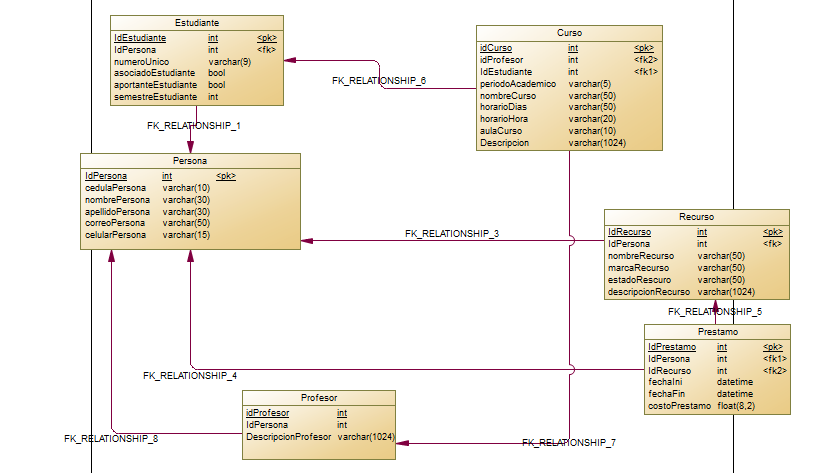 Estudiante
IdEstudiante int <pk>
IdPersona int <fk>
numeroUnico varchar(9)
asociadoEstudiante bool
aportanteEstudiante bool
semestreEstudiante int
Curso
idCurso int <pk>
idProfesor int <fk2>
IdEstudiante int <fk1>
periodoAcademico varchar(5)
nombreCurso varchar(50)
horarioDias varchar(50)
horarioHora varchar(20)
aulaCurso varchar(10)
Descripcion varchar(1024)
FK_RELATIONSHIP_6
FK_RELATIONSHIP_1
Persona
IdPersona int <pk>
cedulaPersona varchar(10)
nombrePersona varchar(30)
apellidoPersona varchar(30)
correoPersona varchar(50)
celularPersona varchar(15)
FK_RELATIONSHIP_3
Recurso
IdRecurso int <pk>
IdPersona int <fk>
nombreRecurso varchar(50)
marcaRecurso varchar(50)
estadoRescuro varchar(50)
descripcionRecurso varchar(1024)
FK_RELATIONSHIP_5
Prestamo
IdPrestamo int <pk>
IdPersona int <fk1>
IdRecurso int <fk2>
fechaIni datetime
fechaFin datetime
costoPrestamo float(8,2)
FK_RELATIONSHIP_4
Profesor
idProfesor int
IdPersona int
DescripcionProfesor varchar(1024)
FK_RELATIONSHIP_8
FK_RELATIONSHIP_7